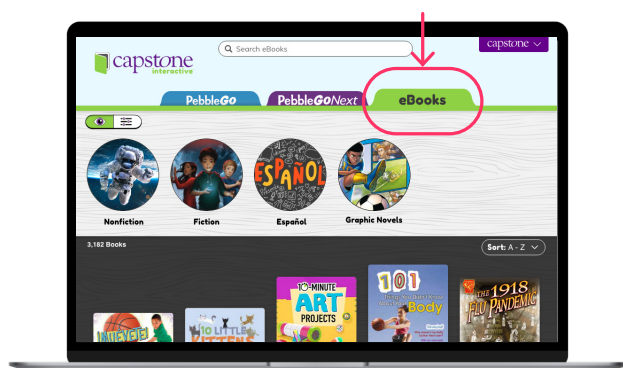 capstone
interactive
Search eBooks
capstone
PebbleGo
PebbleGoNext
eBooks
Nonfiction
Fiction
ESPAÑOL
Español
Graphic Novels
3,182 Books
Sort: A - Z
¡MUÉVETE!
10 LITTLE
KITTENS
10-MINUTE
ART
PROJECTS
101
Body
THE 1918
FLU PANDEMIC